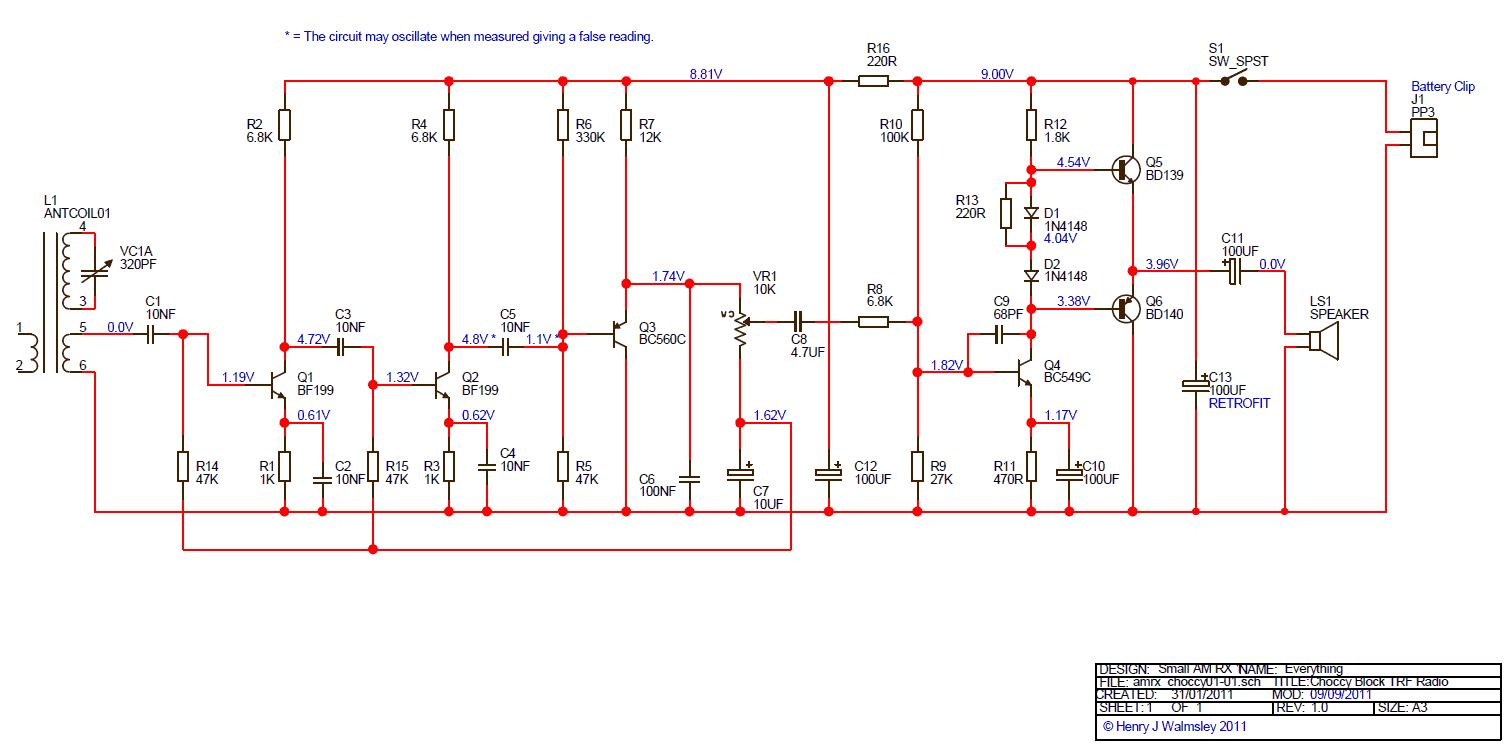 * = The circuit may oscillate when measured giving a false reading.
R16
220R
S1
SW_SPST
8.81V
9.00V
Battery Clip
J1
PP3
R2
6.8K
R4
6.8K
R6
330K
R7
12K
R10
100K
R12
1.8K
4.54V
Q5
BD139
L1
ANTCOIL01
4
VC1A
320PF
3
R13
220R
D1
1N4148
4.04V
D2
1N4148
C11
100UF
3.96V
0.0V
1.74V
VR1
10K
CW
R8
6.8K
C9
68PF
3.38V
Q6
BD140
LS1
SPEAKER
1
2
5
6
0.0V
C1
10NF
C3
10NF
4.72V
C5
10NF
4.8V *
1.1V *
Q3
BC560C
C8
4.7UF
1.19V
Q1
BF199
1.32V
Q2
BF199
1.82V
Q4
BC549C
C13
100UF
RETROFIT
0.61V
0.62V
1.62V
1.17V
R14
47K
R1
1K
C2
10NF
R15
47K
R3
1K
C4
10NF
R5
47K
C6
100NF
C7
10UF
C12
100UF
R9
27K
R11
470R
C10
100UF
DESIGN: Small AM RX NAME: Everything
FILE: amrx_choccy01-01.sch TITLE:Choccy Block TRF Radio
CREATED: 31/01/2011 MOD: 09/09/2011
SHEET: 1 OF 1 REV: 1.0 SIZE: A3
© Henry J Walmsley 2011